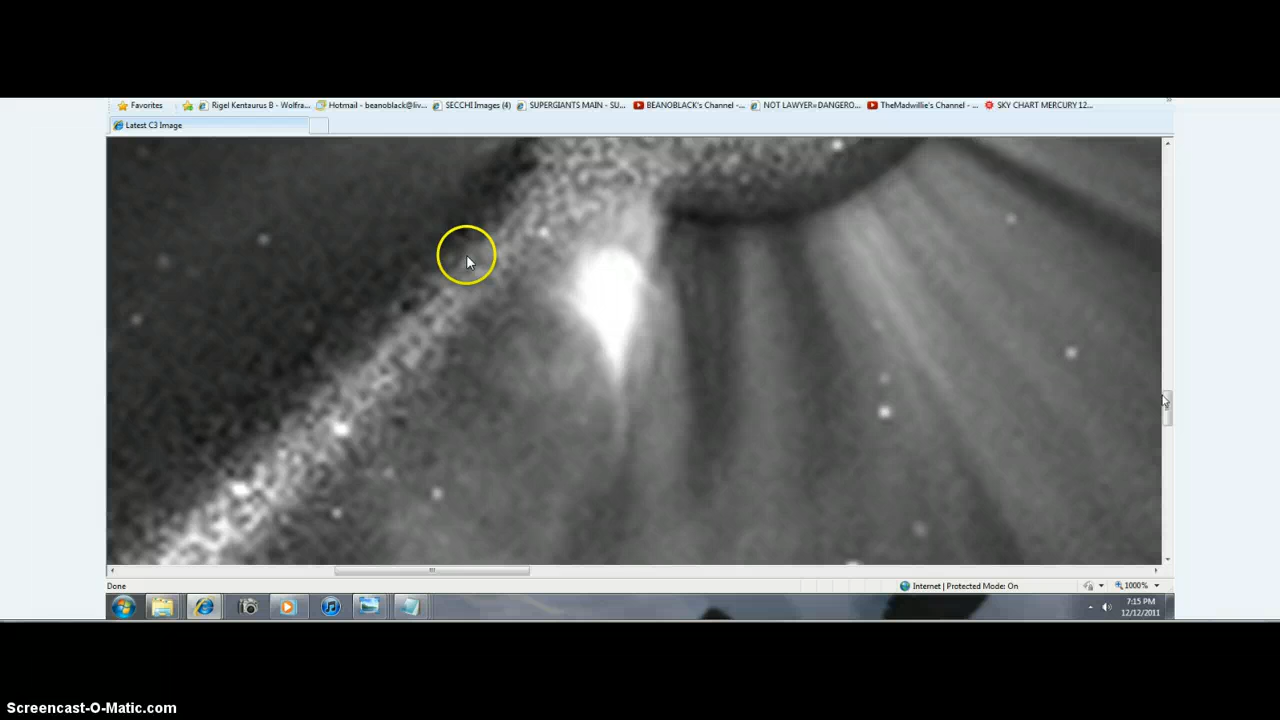 Favorites Rigel Kentaurus B - Wolfra... Hotmail - beanoblack@liv... SECCHI Images (4) SUPERGIANTS MAIN - SU... BEANOBLACK's Channel -... NOT LAWYER» DANGERO... TheMadwillie's Channel - ... SKY CHART MERCURY 12...
Latest C3 Image
Done Internet | Protected Mode: On 1000%
7:15 PM
12/12/2011
Screencast-O-Matic.com